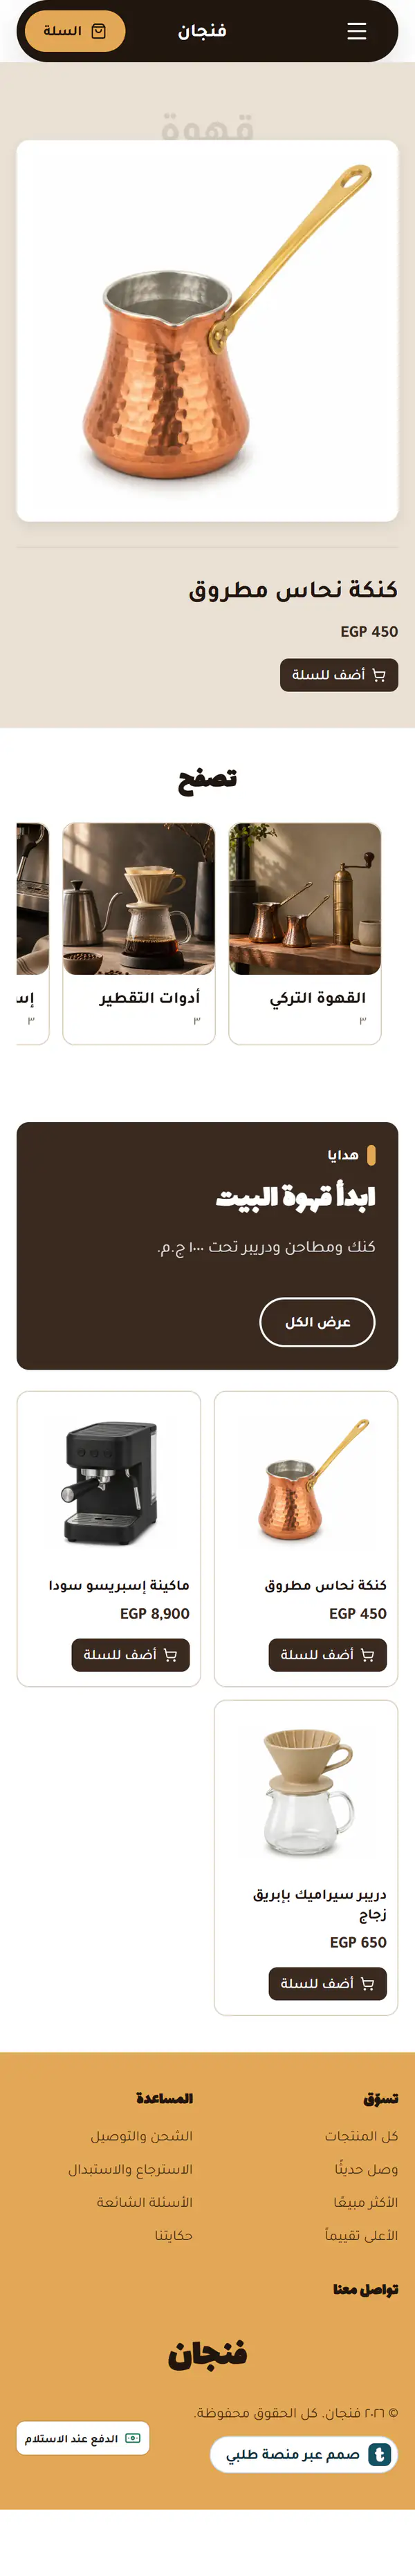 فنجان
السلة
قهوة
كنكة نحاس مطروق
EGP 450
أضف للسلة
تصفح
القهوة التركي
٣
أدوات التقطير
٣
إس
٣
هدايا
ابدأ قهوة البيت
كنك ومطاحن ودريبر تحت ١٠٠٠ ج.م.
عرض الكل
كنكة نحاس مطروق
EGP 450
أضف للسلة
ماكينة إسبريسو سودا
EGP 8,900
أضف للسلة
دريبر سيراميك بإبريق
زجاج
EGP 650
أضف للسلة
تسوّق
كل المنتجات
وصل حديثًا
الأكثر مبيعًا
الأعلى تقييماً
المساعدة
الشحن والتوصيل
الاسترجاع والاستبدال
الأسئلة الشائعة
حكايتنا
تواصل معنا
فنجان
© ٢٠٢٦ فنجان. كل الحقوق محفوظة.
صمم عبر منصة طلبي
الدفع عند الاستلام